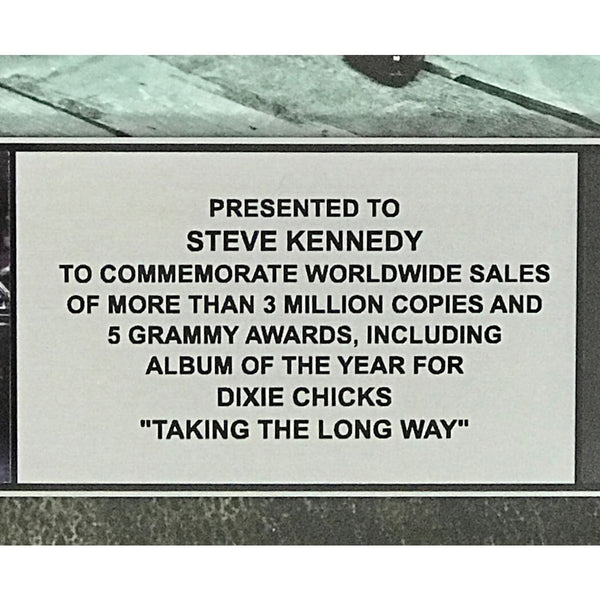 PRESENTED TO
STEVE KENNEDY
TO COMMEMORATE WORLDWIDE SALES
OF MORE THAN 3 MILLION COPIES AND
5 GRAMMY AWARDS, INCLUDING
ALBUM OF THE YEAR FOR
DIXIE CHICKS
"TAKING THE LONG WAY"